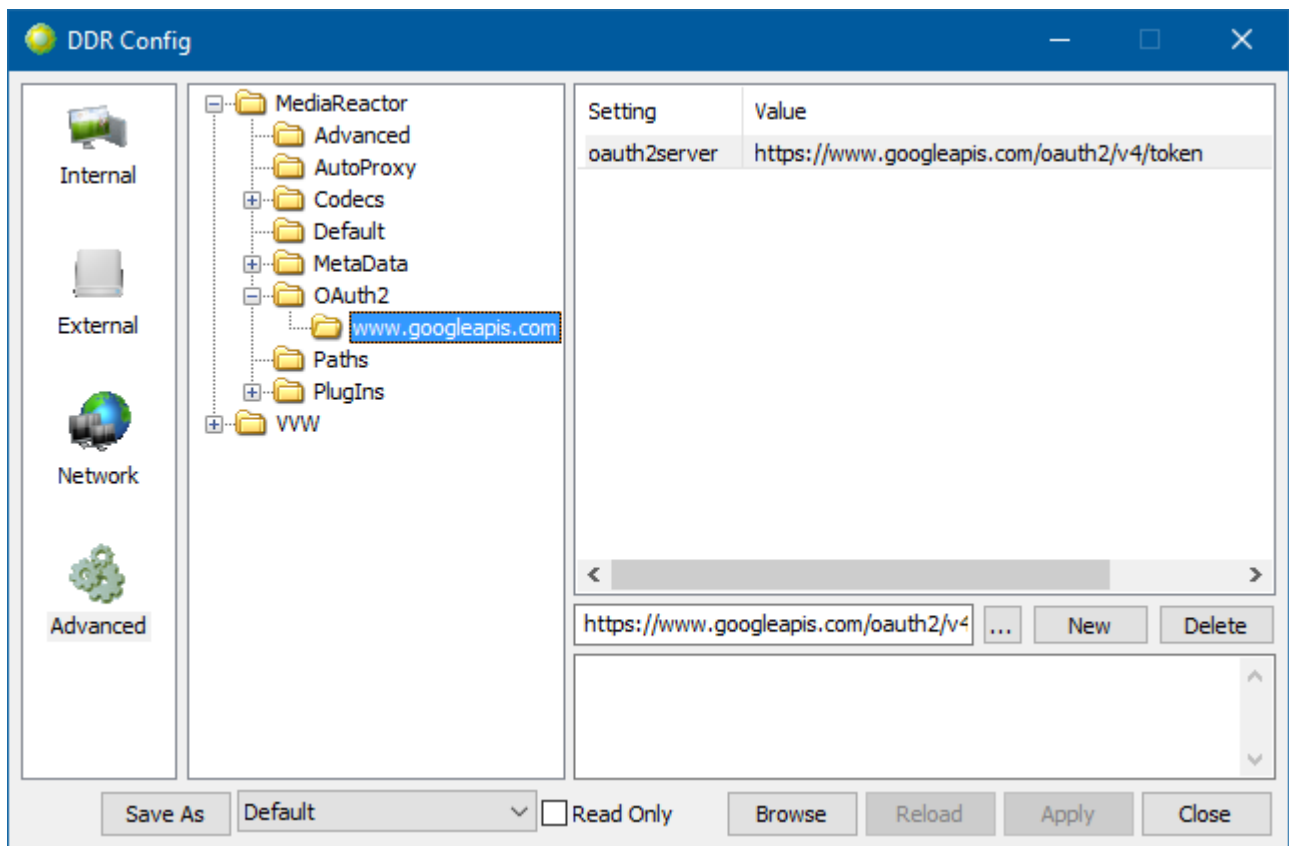 DDR Config
Internal
External
Network
Advanced
MediaReactor
Advanced
AutoProxy
Codecs
Default
MetaData
OAuth2
www.googleapis.com
Paths
PlugIns
VVW
Setting Value
oauth2server https://www.googleapis.com/oauth2/v4/token
https://www.googleapis.com/oauth2/v4 ... New Delete
Save As Default Read Only Browse Reload Apply Close